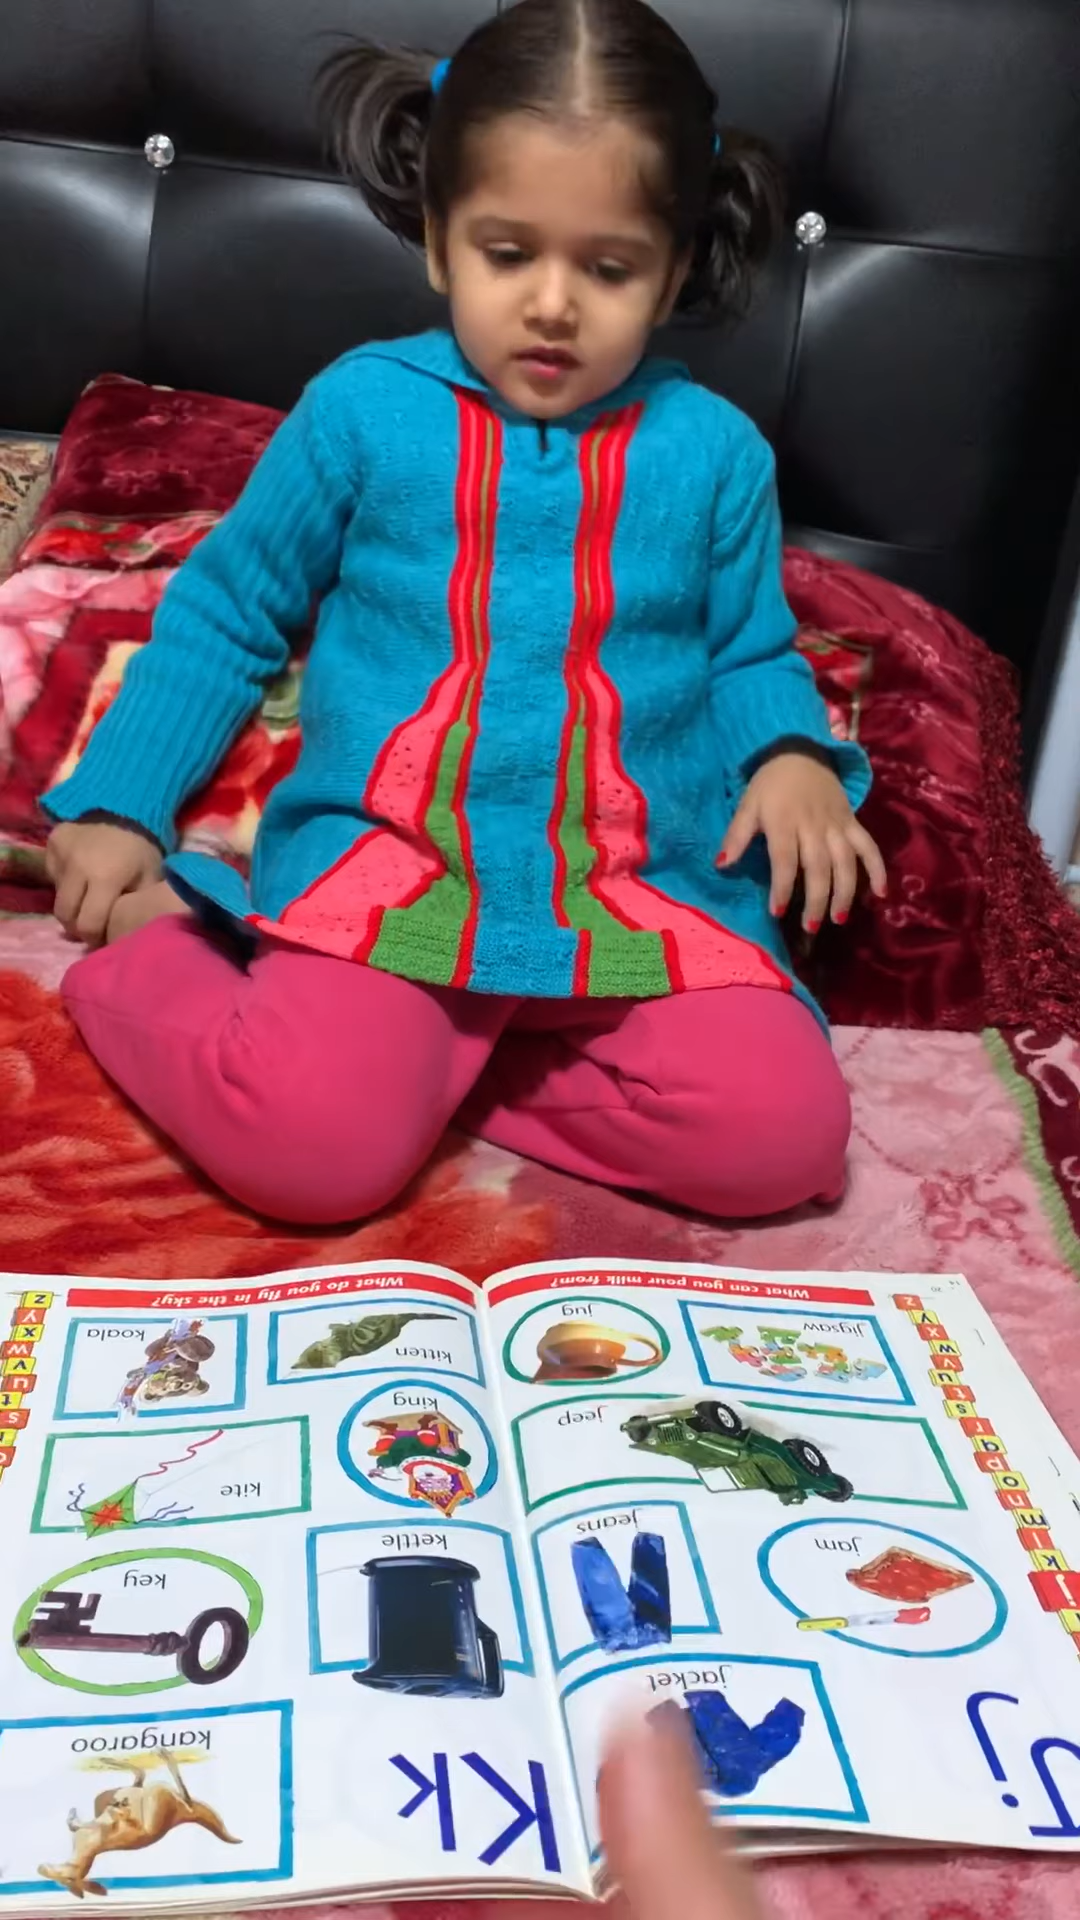 Jj
jacket
jam
jeans
jeep
jigsaw
jug
What can you pour milk from?
Kk
kangaroo
kettle
key
king
kite
kitten
koala
What do you fly in the sky?
j
k
l
m
n
o
p
q
r
s
t
u
v
w
x
y
z
s
t
u
v
w
x
y
z